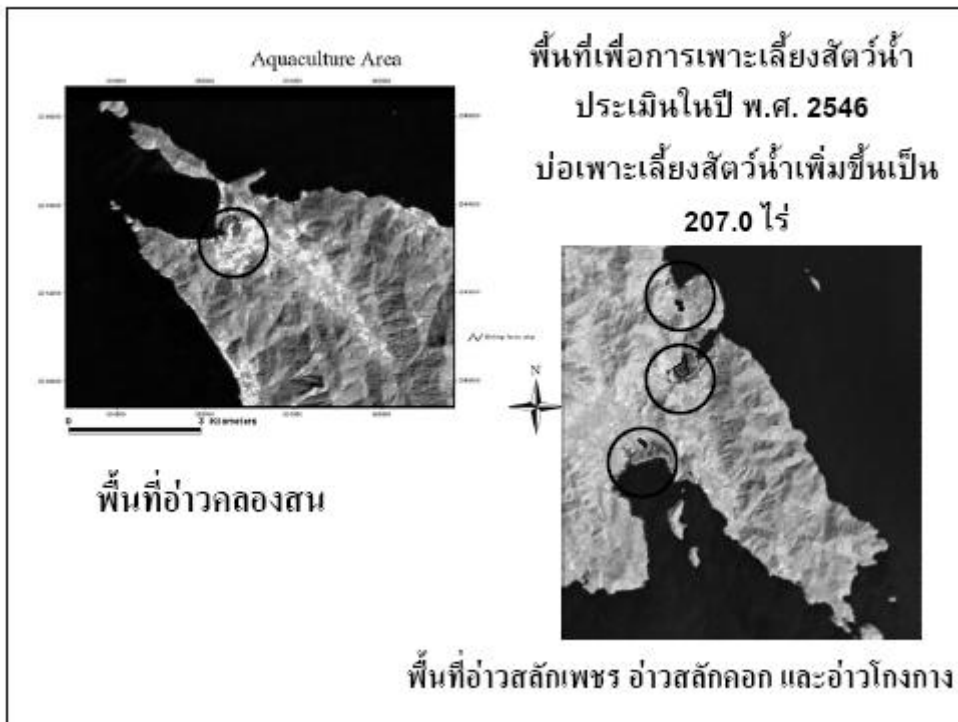 Aquaculture Area
พื้นที่เพื่อการเพาะเลี้ยงสัตว์น้ำ
ประเมินในปี พ.ศ. 2546
บ่อเพาะเลี้ยงสัตว์น้ำเพิ่มขึ้นเป็น
207.0 ไร่
N
0 3 Kilometers
พื้นที่อ่าวคลองสน
พื้นที่อ่าวสลักเพชร อ่าวสลักคอก และอ่าวโกงกาง